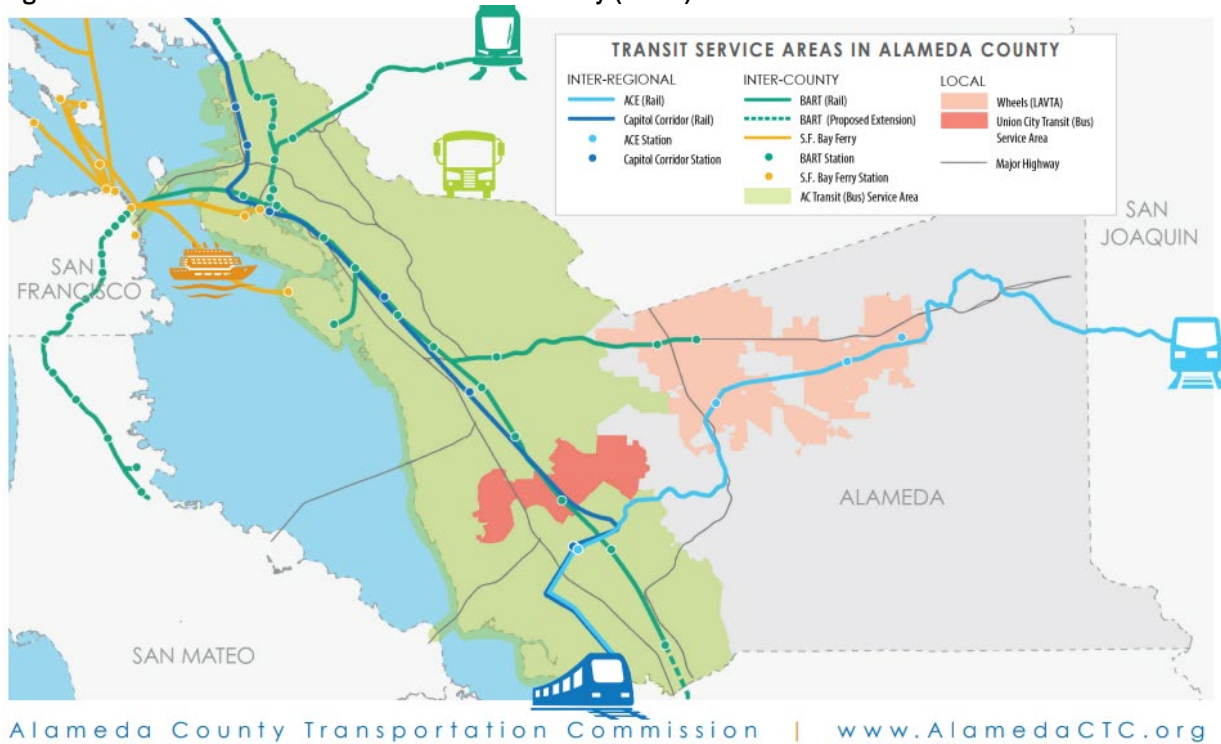 TRANSIT SERVICE AREAS IN ALAMEDA COUNTY
INTER-REGIONAL
ACE (Rail)
Capitol Corridor (Rail)
ACE Station
Capitol Corridor Station
INTER-COUNTY
BART (Rail)
BART (Proposed Extension)
S.F. Bay Ferry
BART Station
S.F. Bay Ferry Station
AC Transit (Bus) Service Area
LOCAL
Wheels (LAVTA)
Union City Transit (Bus)
Service Area
Major Highway
SAN
JOAQUIN
SAN
FRANCISCO
ALAMEDA
SAN MATEO
Alameda County Transportation Commission | www.AlamedaCTC.org